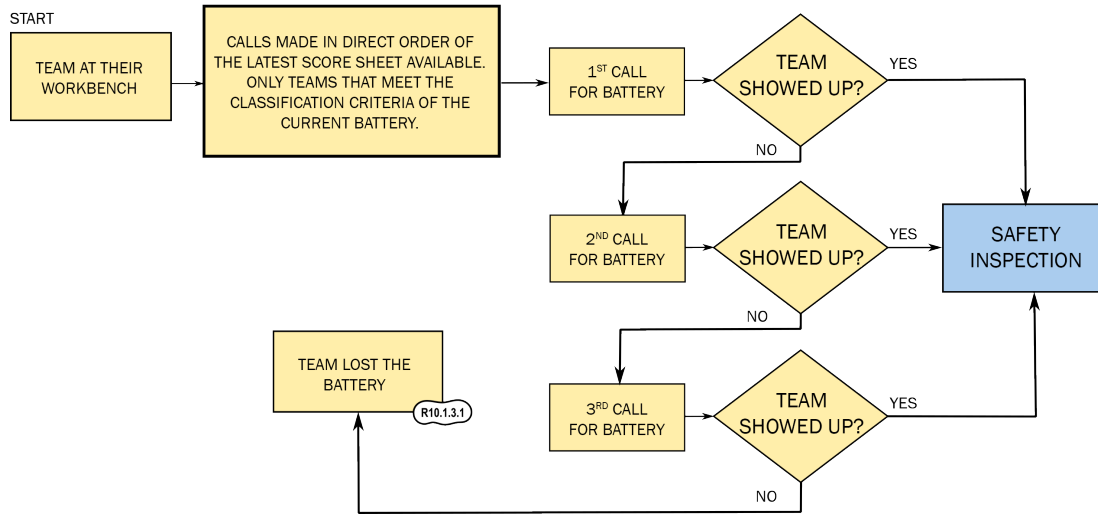 START
TEAM AT THEIR
WORKBENCH
CALLS MADE IN DIRECT ORDER OF
THE LATEST SCORE SHEET AVAILABLE.
ONLY TEAMS THAT MEET THE
CLASSIFICATION CRITERIA OF THE
CURRENT BATTERY.
1ST CALL
FOR BATTERY
TEAM
SHOWED UP?
YES
NO
2ND CALL
FOR BATTERY
TEAM
SHOWED UP?
YES
SAFETY
INSPECTION
NO
TEAM LOST THE
BATTERY
R10.1.3.1
3RD CALL
FOR BATTERY
TEAM
SHOWED UP?
YES
NO